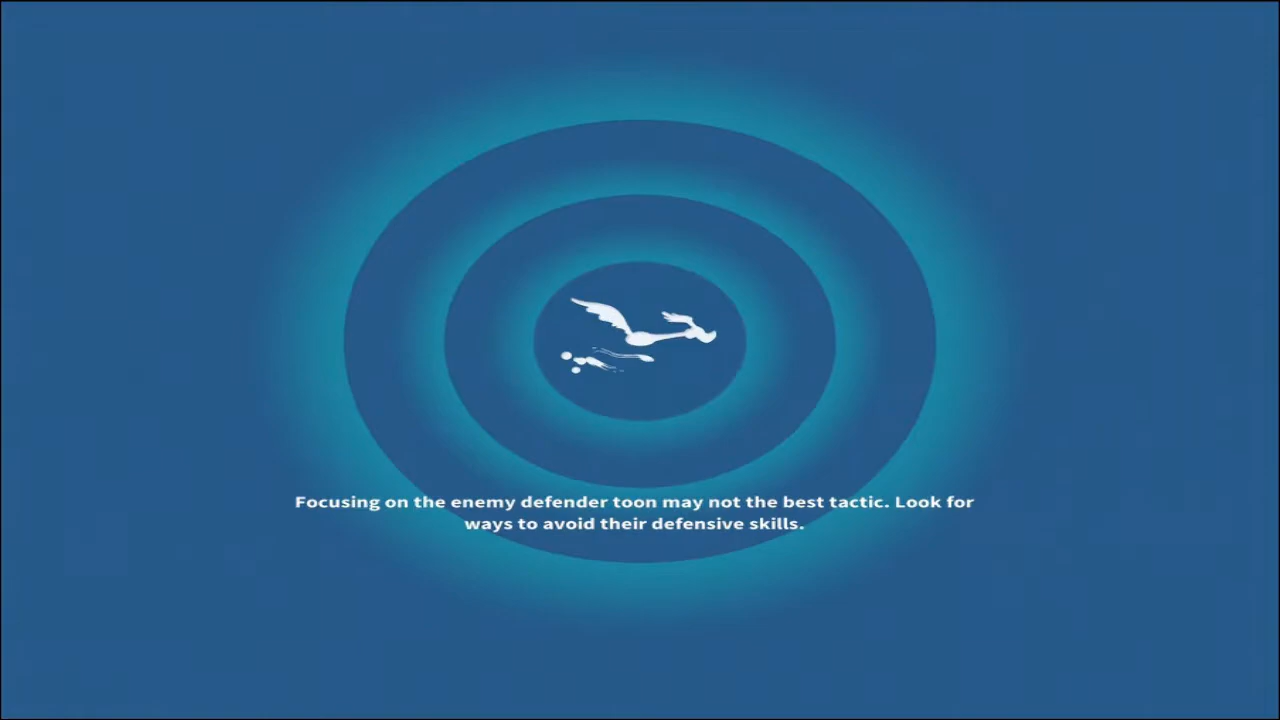 Focusing on the enemy defender toon may not the best tactic. Look for
ways to avoid their defensive skills.